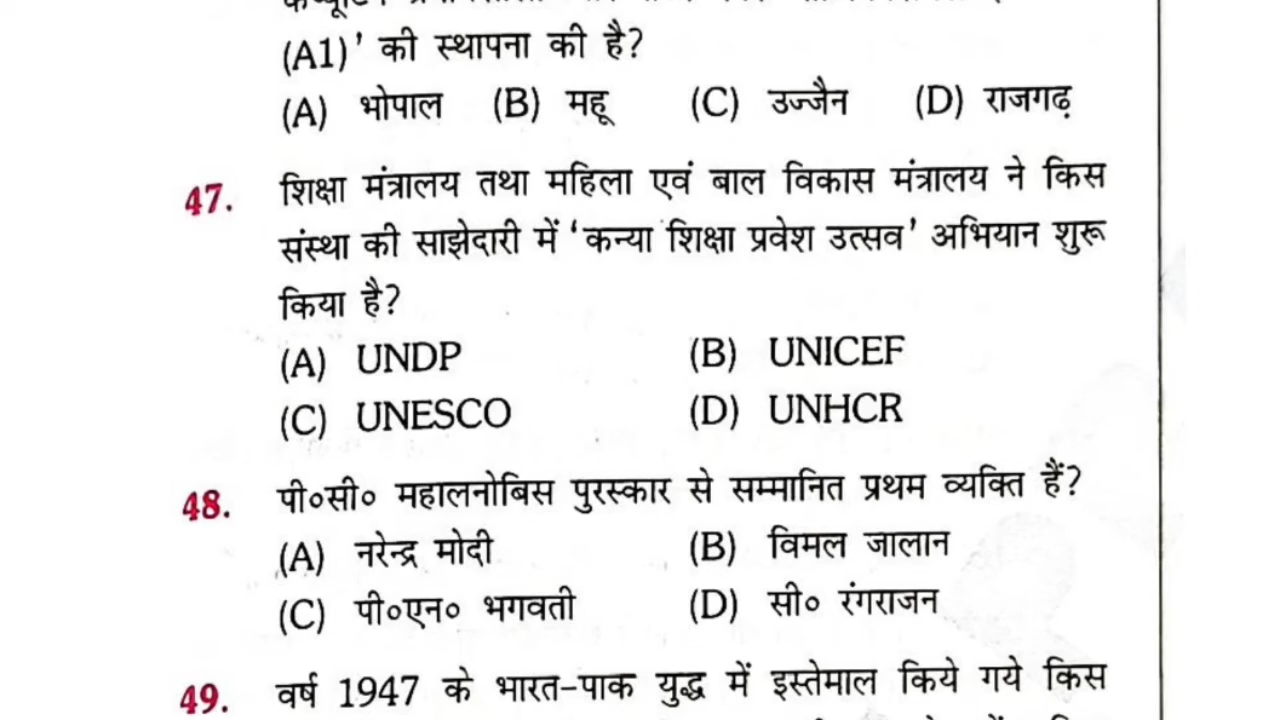 (A1)' की स्थापना की है?
(A) भोपाल (B) महू (C) उज्जैन (D) राजगढ़
47. शिक्षा मंत्रालय तथा महिला एवं बाल विकास मंत्रालय ने किस
संस्था की साझेदारी में 'कन्या शिक्षा प्रवेश उत्सव' अभियान शुरू
किया है?
(A) UNDP (B) UNICEF
(C) UNESCO (D) UNHCR
48. पी०सी० महालनोबिस पुरस्कार से सम्मानित प्रथम व्यक्ति हैं?
(A) नरेन्द्र मोदी (B) विमल जालान
(C) पी०एन० भगवती (D) सी० रंगराजन
49. वर्ष 1947 के भारत-पाक युद्ध में इस्तेमाल किये गये किस